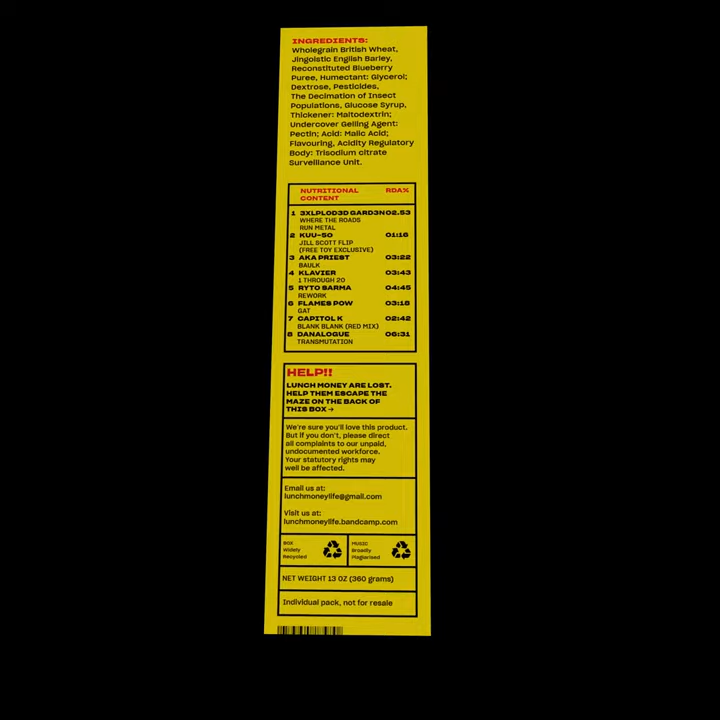 INGREDIENTS:
Wholegrain British Wheat,
Jingoistic English Barley,
Reconstituted Blueberry
Puree, Humectant: Glycerol;
Dextrose, Pesticides,
The Decimation of Insect
Populations, Glucose Syrup,
Thickener: Maltodextrin;
Undercover Gelling Agent:
Pectin; Acid: Malic Acid;
Flavouring, Acidity Regulatory
Body: Trisodium citrate
Surveillance Unit.
NUTRITIONAL CONTENT RDA%
1 3XLPLOD3D GARD3N 02.53
WHERE THE ROADS
RUN METAL
2 KUU-50 01:16
JILL SCOTT FLIP
(FREE TOY EXCLUSIVE)
3 AKA PRIEST 03:22
BAULK
4 KLAVIER 03:43
1 THROUGH 20
5 RYTO SARMA 04:45
REWORK
6 FLAMES POW 03:18
GAT
7 CAPITOL K 02:42
BLANK BLANK (RED MIX)
8 DANALOGUE 06:31
TRANSMUTATION
HELP!!
LUNCH MONEY ARE LOST.
HELP THEM ESCAPE THE
MAZE ON THE BACK OF
THIS BOX →
We're sure you'll love this product.
But if you don't, please direct
all complaints to our unpaid,
undocumented workforce.
Your statutory rights may
well be affected.
Email us at:
lunchmoneylife@gmail.com
Visit us at:
lunchmoneylife.bandcamp.com
BOX
Widely
Recycled
MUSIC
Broadly
Plagiarised
NET WEIGHT 13 OZ (360 grams)
Individual pack, not for resale